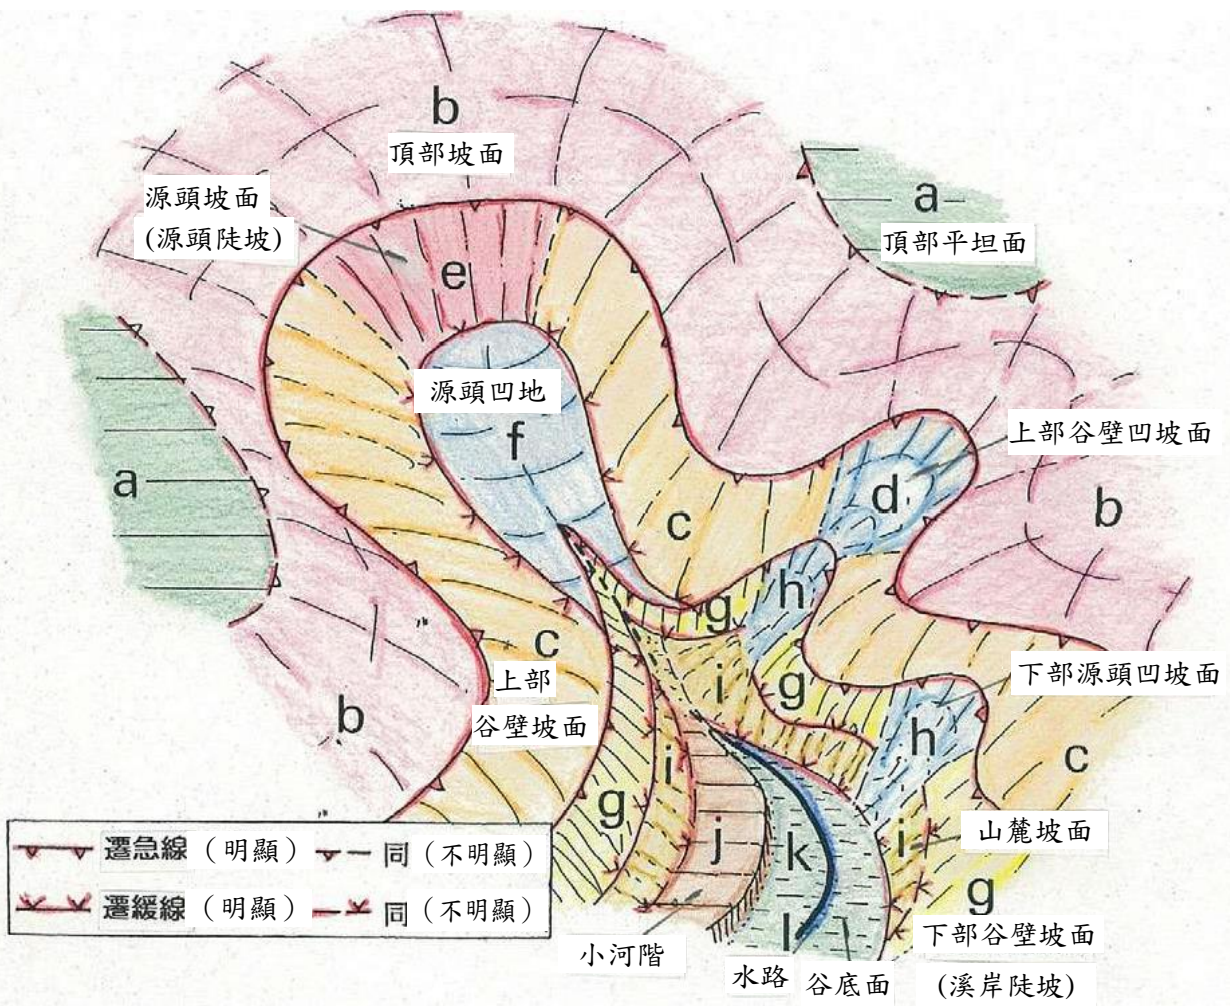 b
頂部坡面
源頭坡面
(源頭陡坡)
a
頂部平坦面
e
源頭凹地
f
上部谷壁凹坡面
a
d
b
c
h
g
c
上部
谷壁坡面
i
g
下部源頭凹坡面
b
h
c
i
g
j
k
i
山麓坡面
g
l
遷急線（明顯）
同（不明顯）
遷緩線（明顯）
同（不明顯）
下部谷壁坡面
(溪岸陡坡)
小河階
水路
谷底面